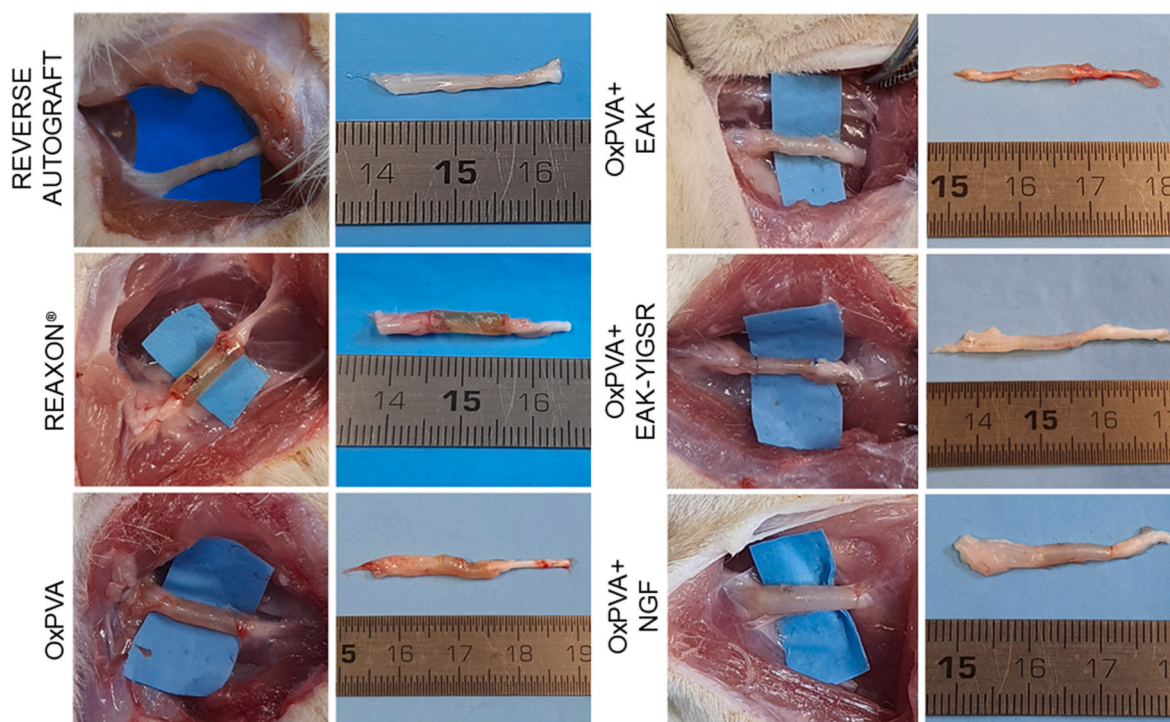 REVERSE
AUTOGRAFT
14 15 16
OxPVA+
EAK
15 16 17 18
REAXON®
14 15 16
OxPVA+
EAK-YIGSR
14 15 16
OxPVA
5 16 17 18 19
OxPVA+
NGF
15 16 17